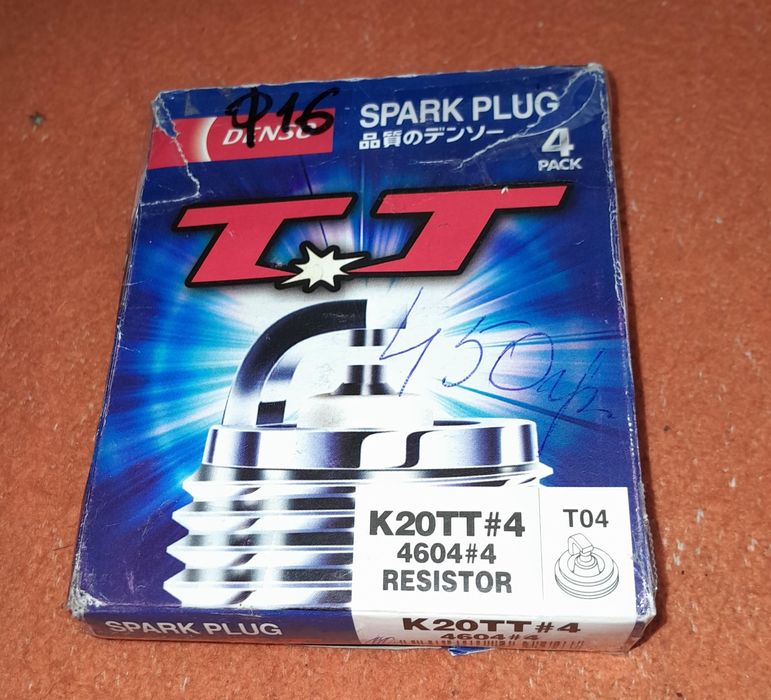 Ф16
DENSO
SPARK PLUG
品質のデンソー
4
PACK
TT
450
K20TT#4
4604#4
RESISTOR
T04
SPARK PLUG
K20TT#4
4604#4